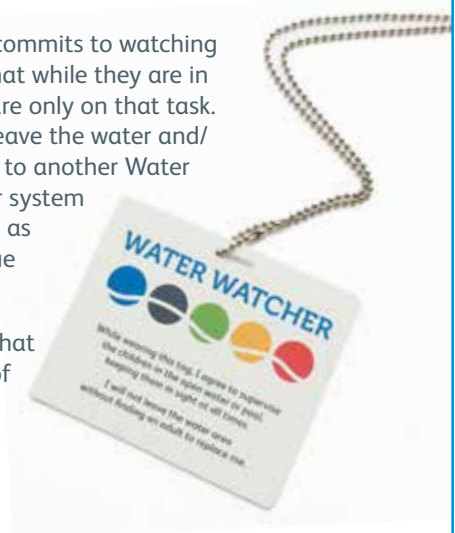 commits to watching
hat while they are in
are only on that task.
eave the water and/
to another Water
r system
as
ue
hat
of
WATER WATCHER
While wearing this tag, I agree to supervise
the children in the open water or pool,
keeping them in sight at all times.
I will not leave the water area
without finding an adult to replace me.